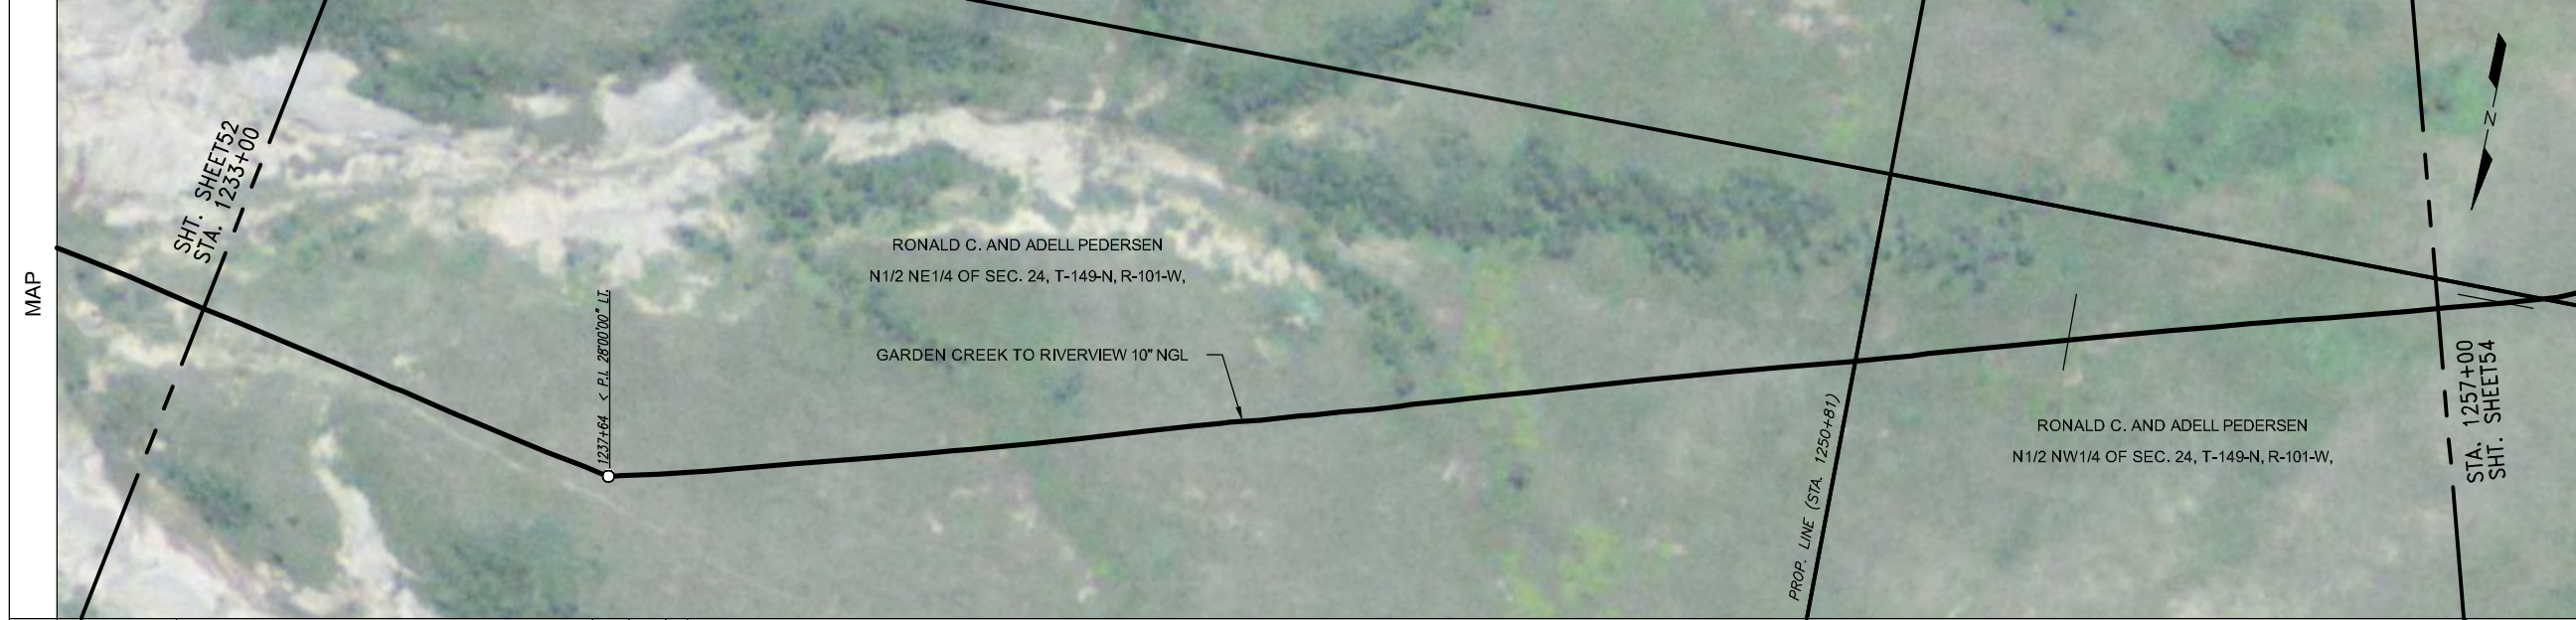 MAP
SHT. SHEET52
STA. 1233+00
1237+64 < P.I. 28°00'00" LT.
RONALD C. AND ADELL PEDERSEN
N1/2 NE1/4 OF SEC. 24, T-149-N, R-101-W,
GARDEN CREEK TO RIVERVIEW 10" NGL
PROP. LINE (STA. 1250+81)
RONALD C. AND ADELL PEDERSEN
N1/2 NW1/4 OF SEC. 24, T-149-N, R-101-W,
STA. 1257+00
SHT. SHEET54
N